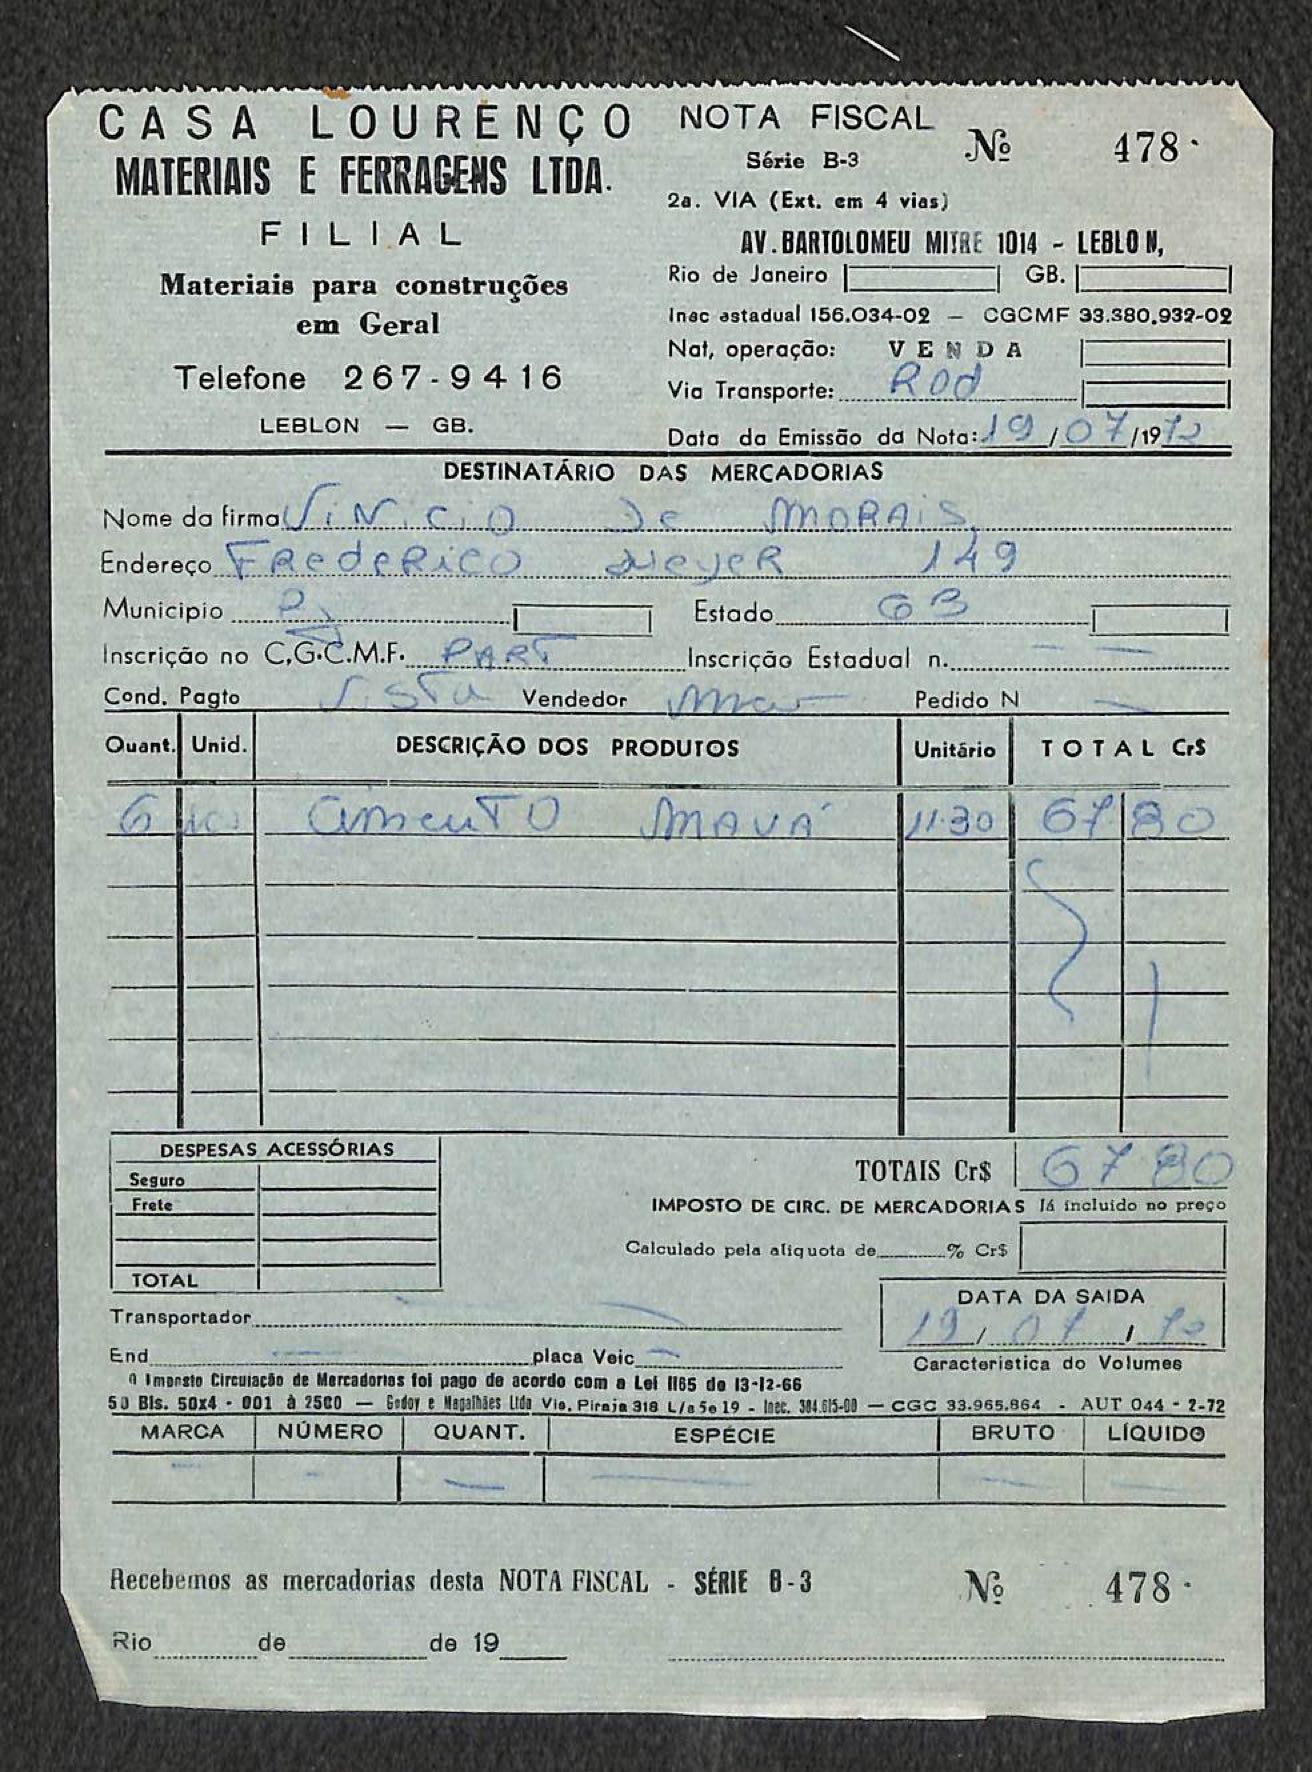 CASA LOURENÇO
MATERIAIS E FERRAGENS LTDA.
FILIAL
Materiais para construções
em Geral
Telefone 267-9416
LEBLON — GB.
NOTA FISCAL
Série B-3
Nº 478
2a. VIA (Ext. em 4 vias)
AV. BARTOLOMEU MITRE 1014 - LEBLON,
Rio de Janeiro GB.
Insc estadual 156.034-02 — CGCMF 33.380.932-02
Nat, operação: VENDA
Via Transporte: Rod
Data da Emissão da Nota: 19/07/1972
DESTINATÁRIO DAS MERCADORIAS
Nome da firma Vinicio de MORAIS
Endereço FRedeRico Meyer 149
Municipio RJ Estado GB
Inscrição no C.G.C.M.F. PART Inscrição Estadual n. — —
Cond. Pagto Vista Vendedor Pedido N —
Quant. Unid. DESCRIÇÃO DOS PRODUTOS Unitário TOTAL Cr$
6 cimento MAUÁ 11.30 67 80
DESPESAS ACESSÓRIAS
Seguro
Frete
TOTAL
TOTAIS Cr$ 67 80
IMPOSTO DE CIRC. DE MERCADORIAS Já incluido no preço
Calculado pela aliquota de % Cr$
DATA DA SAIDA
19/07/72
Transportador
End placa Veic
Caracteristica do Volumes
O Imposto Circulação de Mercadorias foi pago de acordo com a Lei 1165 de 13-12-66
50 Bls. 50x4 - 001 à 2500 — Godoy e Magalhães Ltda Vis. Piraja 318 L/a 5e 19 - Insc. 304.615-00 — CGC 33.965.864 - AUT 044 - 2-72
MARCA NÚMERO QUANT. ESPÉCIE BRUTO LÍQUIDO
Recebemos as mercadorias desta NOTA FISCAL - SÉRIE B-3 Nº 478
Rio de de 19